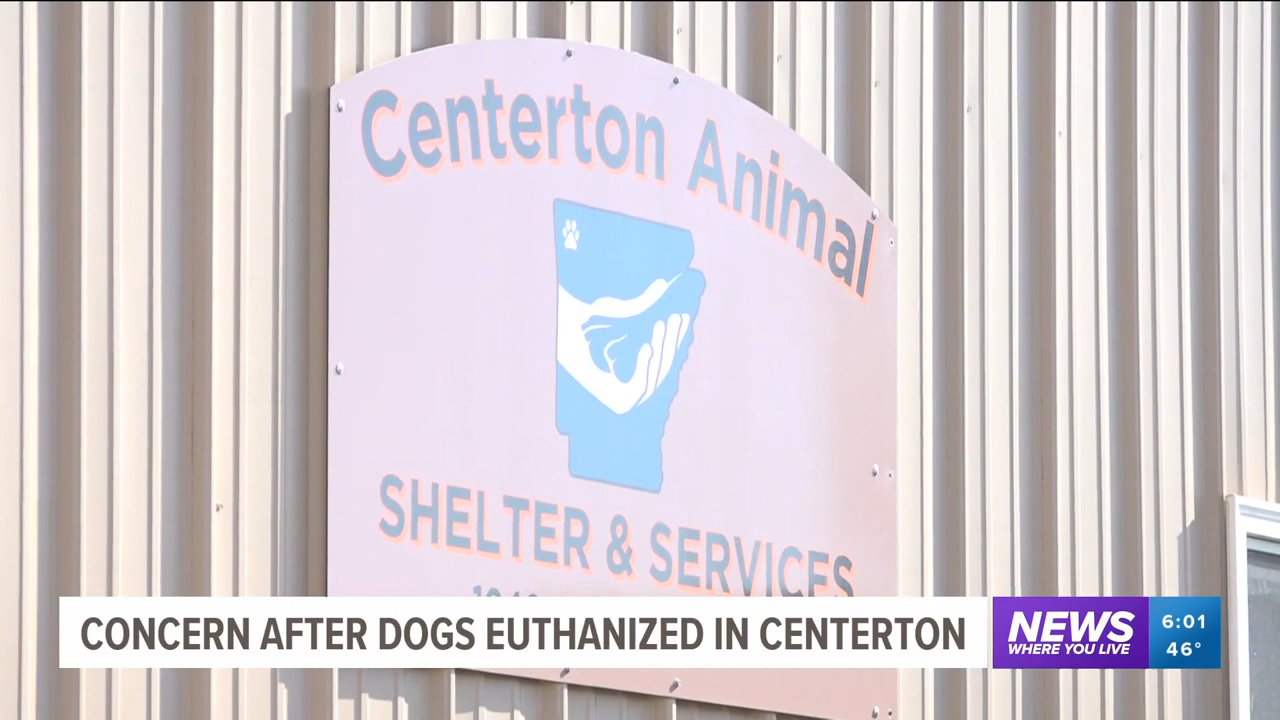 Centerton Animal
SHELTER & SERVICES
CONCERN AFTER DOGS EUTHANIZED IN CENTERTON
NEWS
WHERE YOU LIVE
6:01
46°